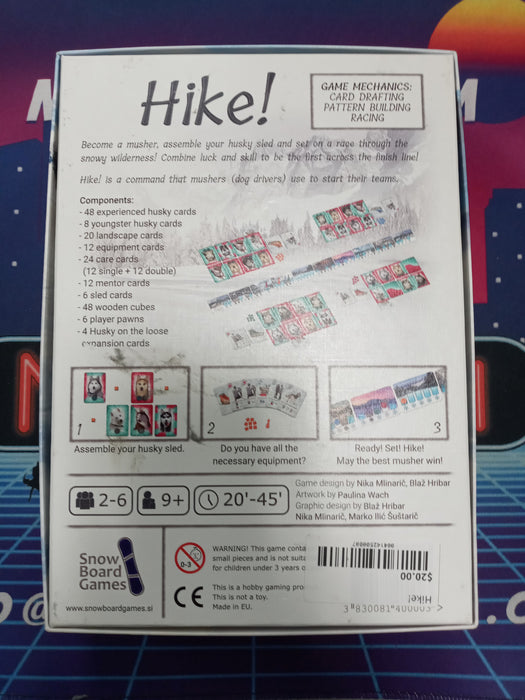 Hike!
GAME MECHANICS:
CARD DRAFTING
PATTERN BUILDING
RACING
Become a musher, assemble your husky sled and set on a race through the
snowy wilderness! Combine luck and skill to be the first across the finish line!
Hike! is a command that mushers (dog drivers) use to start their teams.
Components:
- 48 experienced husky cards
- 8 youngster husky cards
- 20 landscape cards
- 12 equipment cards
- 24 care cards
(12 single + 12 double)
- 12 mentor cards
- 6 sled cards
- 48 wooden cubes
- 6 player pawns
- 4 Husky on the loose
expansion cards
1
Assemble your husky sled.
2
Do you have all the
necessary equipment?
3
Ready! Set! Hike!
May the best musher win!
2-6
9+
20'-45'
Game design by Nika Mlinarič, Blaž Hribar
Artwork by Paulina Wach
Graphic design by Blaž Hribar
Nika Mlinarič, Marko Ilić Šuštarič
Snow
Board
Games
www.snowboardgames.si
0-3
WARNING! This game conta
small pieces and is not suita
for children under 3 years o
CE
This is a hobby gaming pro
This is not a toy.
Made in EU.
$20.00
Hike!